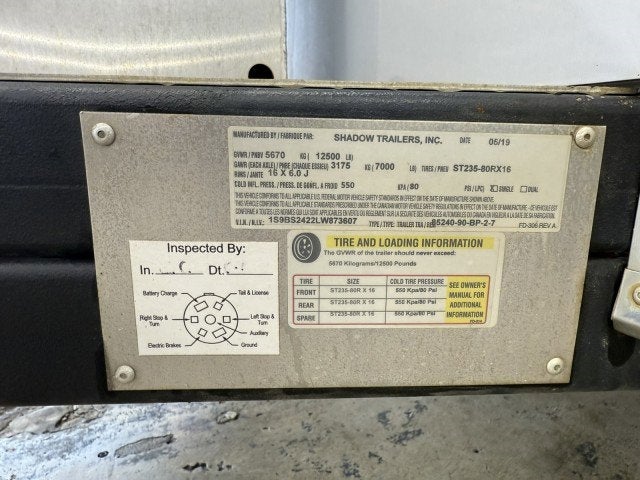 MANUFACTURED BY / FABRIQUE PAR: SHADOW TRAILERS, INC. DATE 05/19
GVWR / PNBV 5670 KG ( 12500 LB)
GAWR (EACH AXLE) / PNBE (CHAQUE ESSIEU) 3175 KG (7000 LB) TIRES / PNEU ST235-80RX16
RIMS / JANTE 16 X 6.0 J
COLD INFL. PRESS. / PRESS. DE GONFL. A FROID 550 KPA ( 80 PSI / LPC) X SINGLE DUAL
V.I.N. / N.I.V.: 1S9BS2422LW873607 TYPE / TYPE: TRAILER TRA / REM 85240-90-BP-2-7
FD-306 REV A
Inspected By:
In. Dt.
Battery Charge
Tail & License
Right Stop & Turn
Left Stop & Turn
Auxiliary
Electric Brakes
Ground
TIRE AND LOADING INFORMATION
The GVWR of the trailer should never exceed:
5670 Kilograms/12500 Pounds
TIRE SIZE COLD TIRE PRESSURE
FRONT ST235-80R X 16 550 Kpa/80 Psi
REAR ST235-80R X 16 550 Kpa/80 Psi
SPARE ST235-80R X 16 550 Kpa/80 Psi
SEE OWNER'S
MANUAL FOR
ADDITIONAL
INFORMATION